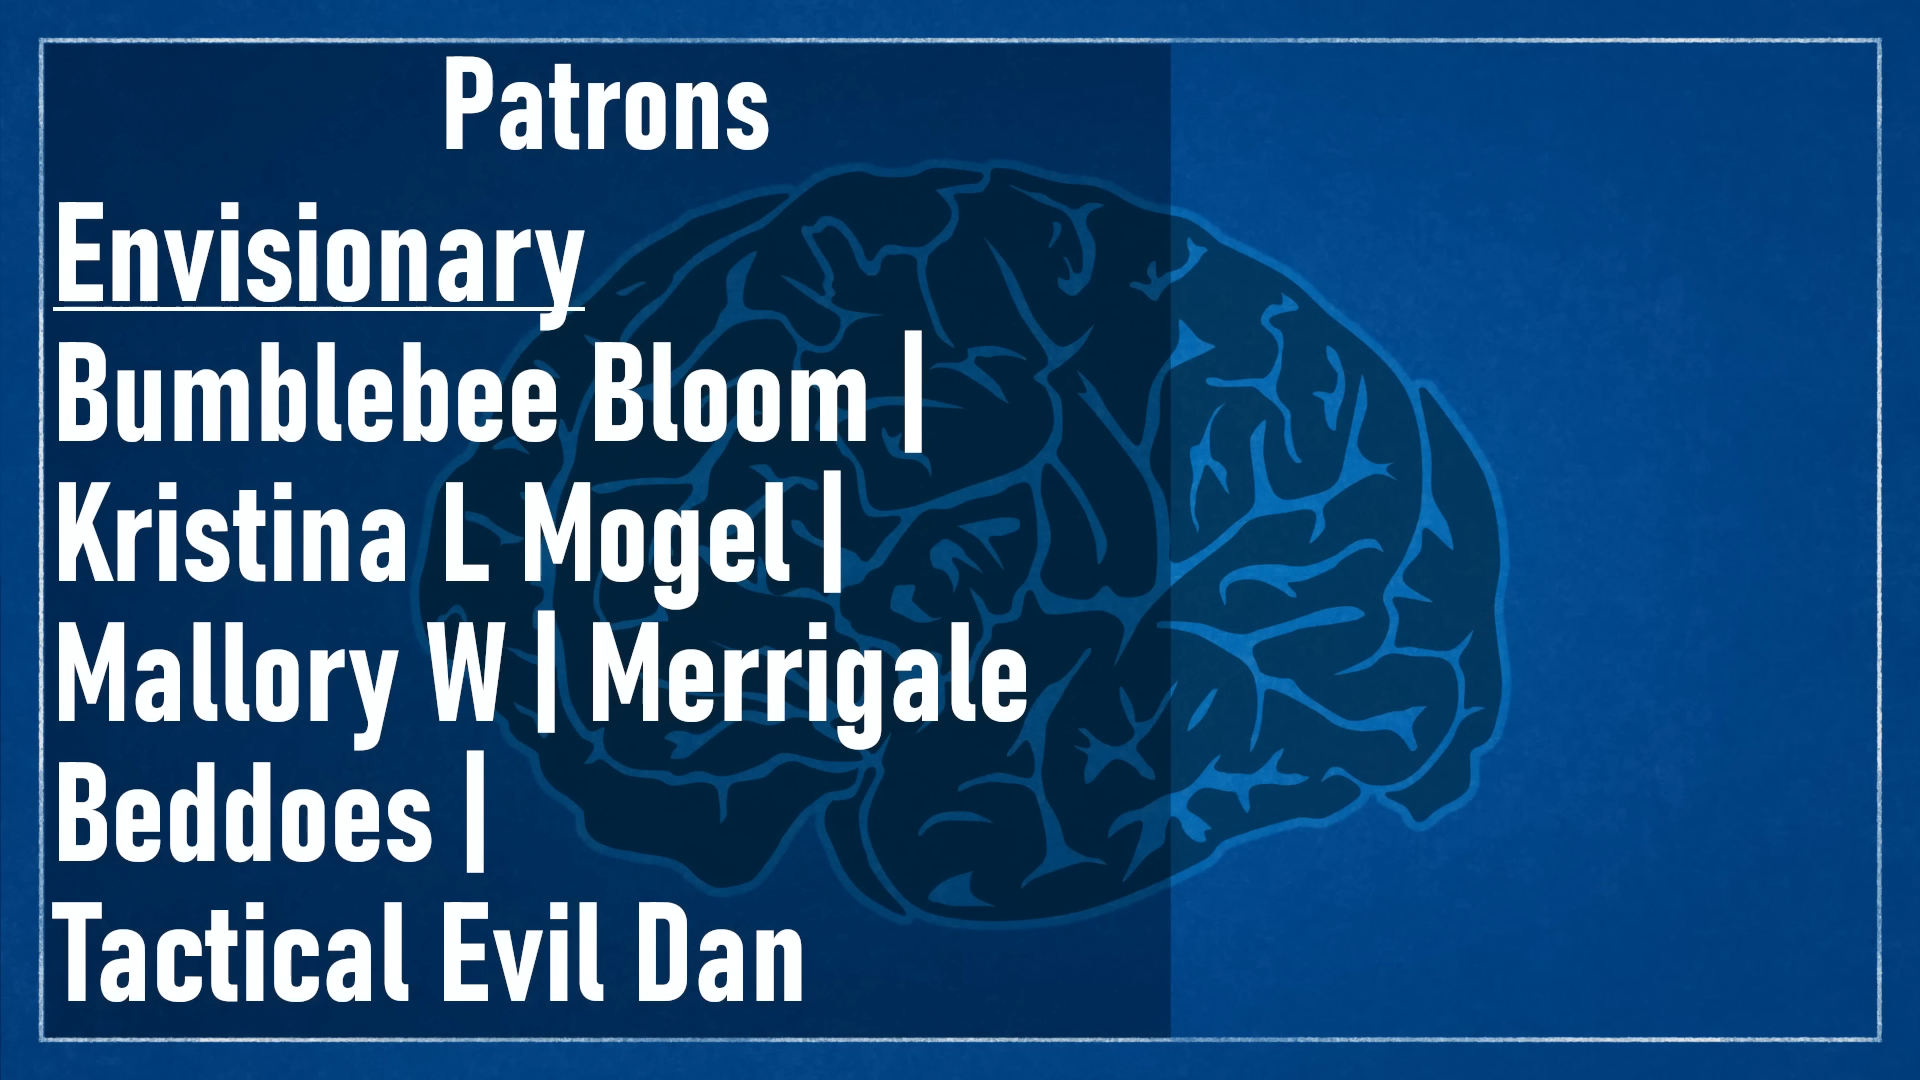 Patrons
Envisionary
Bumblebee Bloom |
Kristina L Mogel |
Mallory W | Merrigale
Beddoes |
Tactical Evil Dan